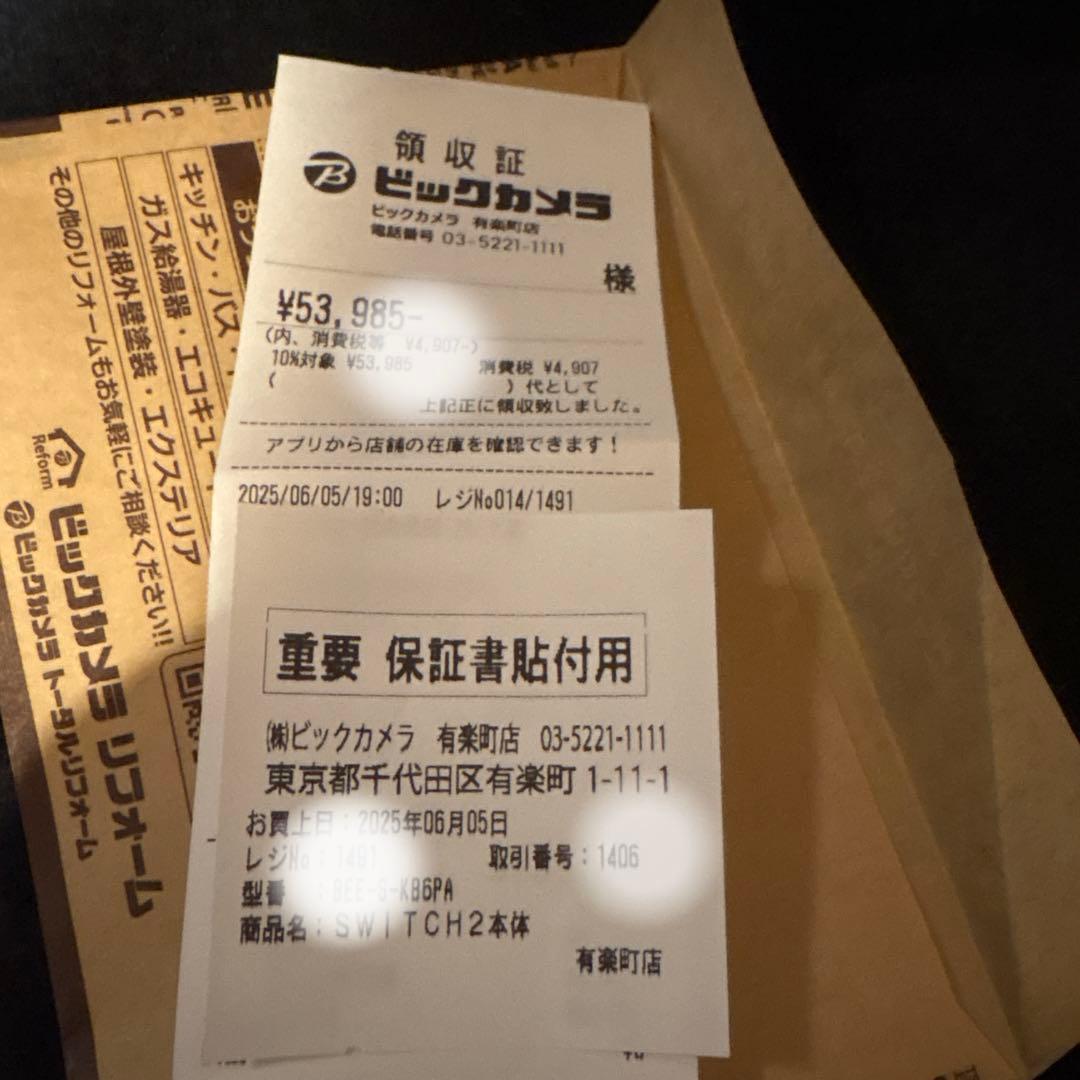 領収証
ビックカメラ
ビックカメラ 有楽町店
電話番号 03-5221-1111
様
¥53,985-
(内、消費税等 ¥4,907-)
10%対象 ¥53,985 消費税 ¥4,907
( )代として
上記正に領収致しました。
アプリから店舗の在庫を確認できます!
2025/06/05/19:00 レジNo014/1491
重要 保証書貼付用
㈱ビックカメラ 有楽町店 03-5221-1111
東京都千代田区有楽町 1-11-1
お買上日:2025年06月05日
レジNo:1491 取引番号:1406
型番 :BEE-S-KB6PA
商品名:SWITCH2本体
有楽町店
キッチン・バス・
ガス給湯器・エコキュー
屋根外壁塗装・エクステリア
その他のリフォームもお気軽にご相談ください!!
Reform
ビックカメラ リフォーム
ビックカメラ トータルリフォーム